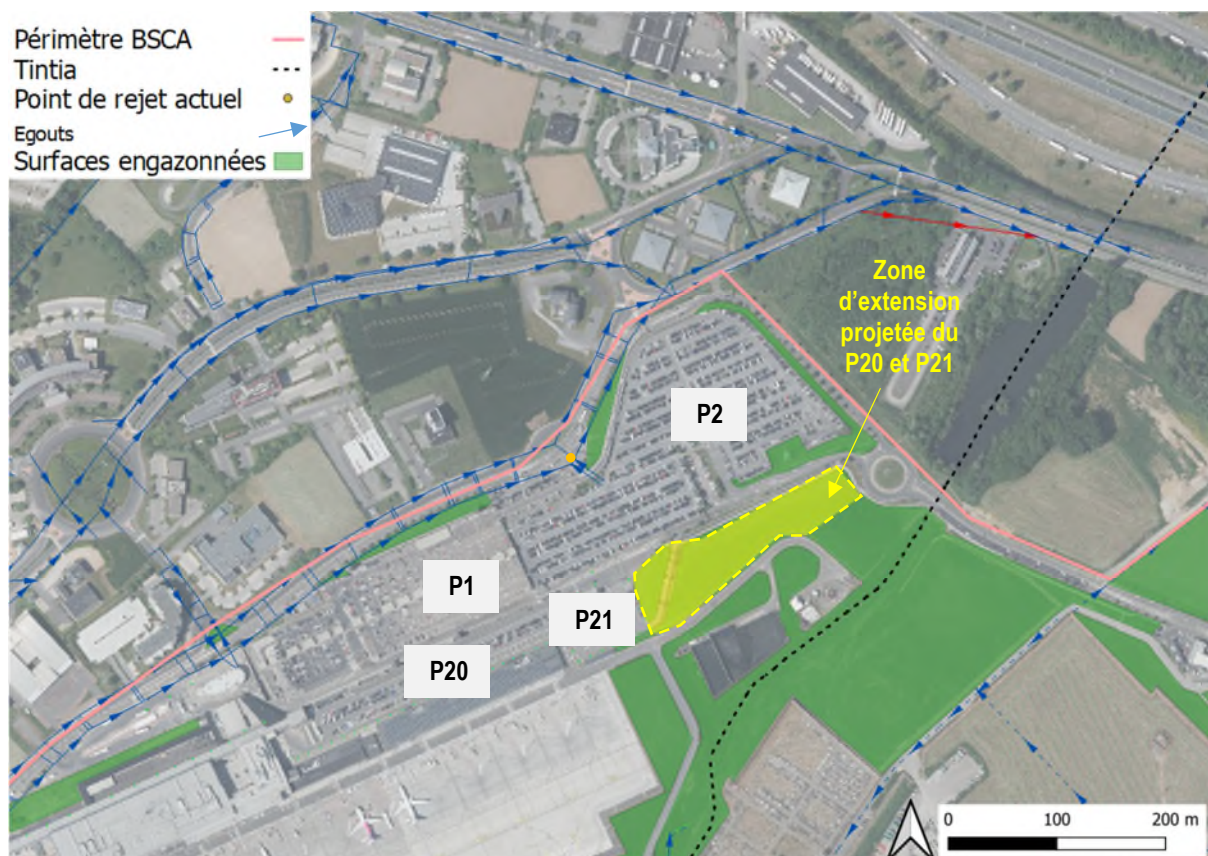 Périmètre BSCA
Tintia
Point de rejet actuel
Egouts
Surfaces engazonnées
Zone
d'extension
projetée du
P20 et P21
P2
P1
P21
P20
0 100 200 m